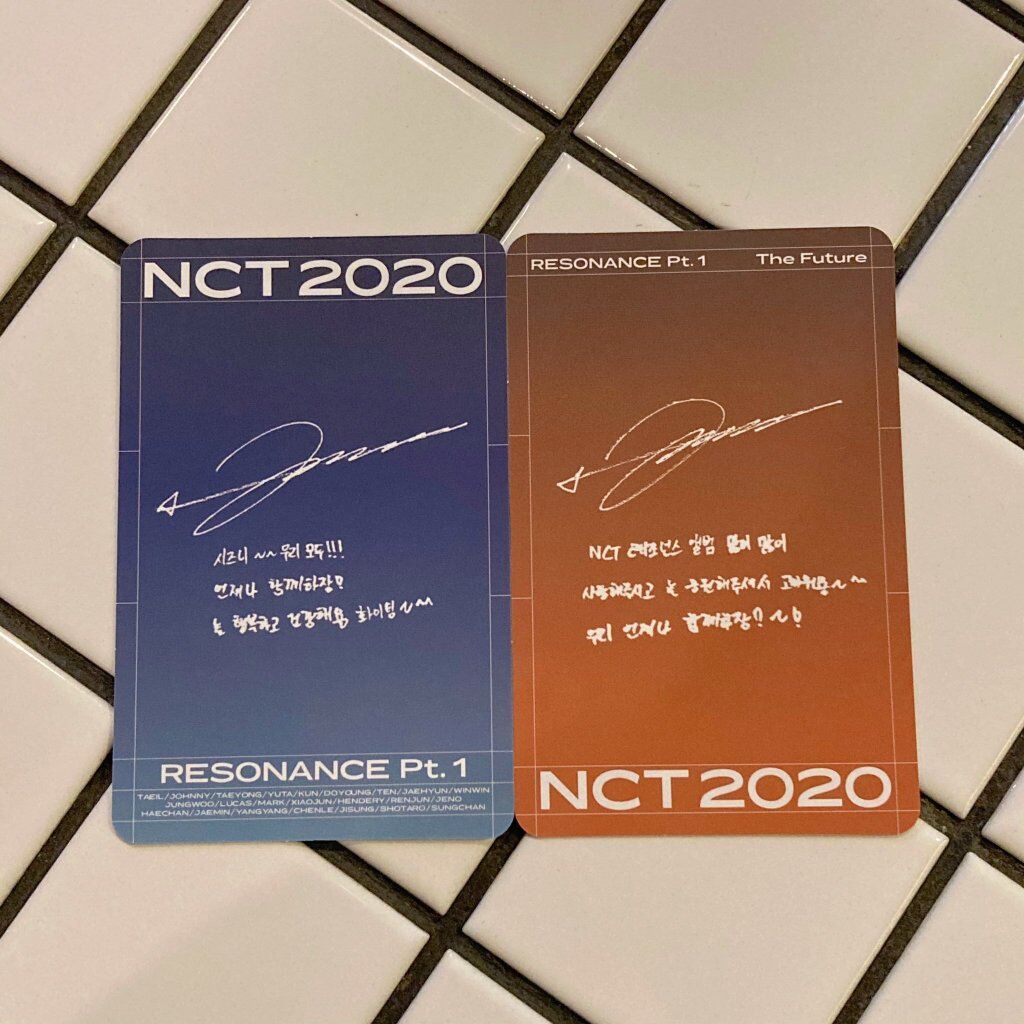 NCT 2020
시즈니 ~~ 우리 모두!!!
언제나 함께하장♡
늘 행복하고 건강해용 화이팅~~
RESONANCE Pt. 1
TAEIL/JOHNNY/TAEYONG/YUTA/KUN/DOYOUNG/TEN/JAEHYUN/WINWIN
JUNGWOO/LUCAS/MARK/XIAOJUN/HENDERY/RENJUN/JENO
HAECHAN/JAEMIN/YANGYANG/CHENLE/JISUNG/SHOTARO/SUNGCHAN
RESONANCE Pt. 1 The Future
NCT 레조넌스 앨범 많이 많이
사랑해주시고 늘 응원해주셔서 고마워용~~
우리 언제나 함께하장!! ~♡
NCT 2020